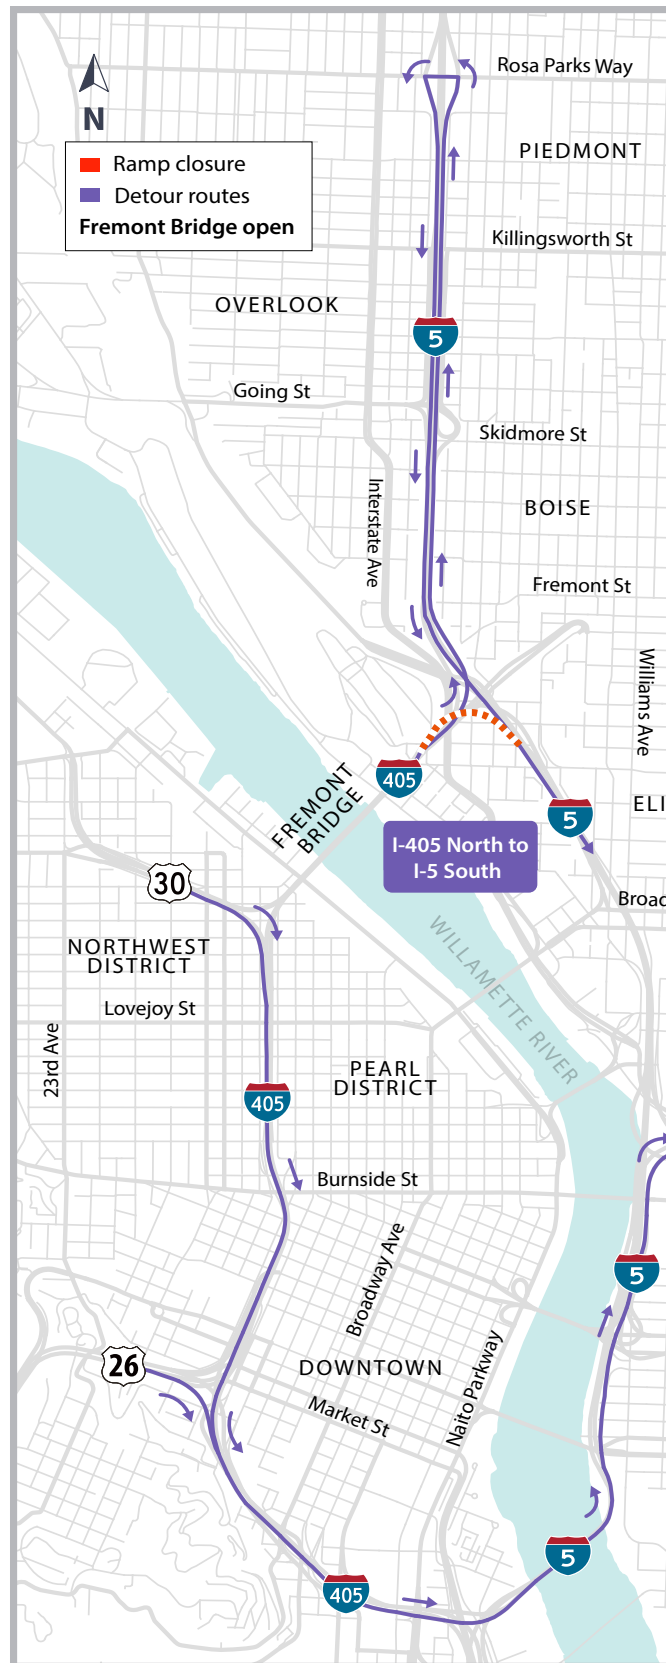 Rosa Parks Way
N
PIEDMONT
Ramp closure
Detour routes
Fremont Bridge open
Killingsworth St
OVERLOOK
5
Going St
Skidmore St
Interstate Ave
BOISE
Fremont St
Williams Ave
405
FREMONT
BRIDGE
5
ELI
I-405 North to
I-5 South
30
Broad
WILLAMETTE RIVER
NORTHWEST
DISTRICT
Lovejoy St
23rd Ave
PEARL
DISTRICT
405
Burnside St
Broadway Ave
5
26
DOWNTOWN
Naito Parkway
Market St
5
405